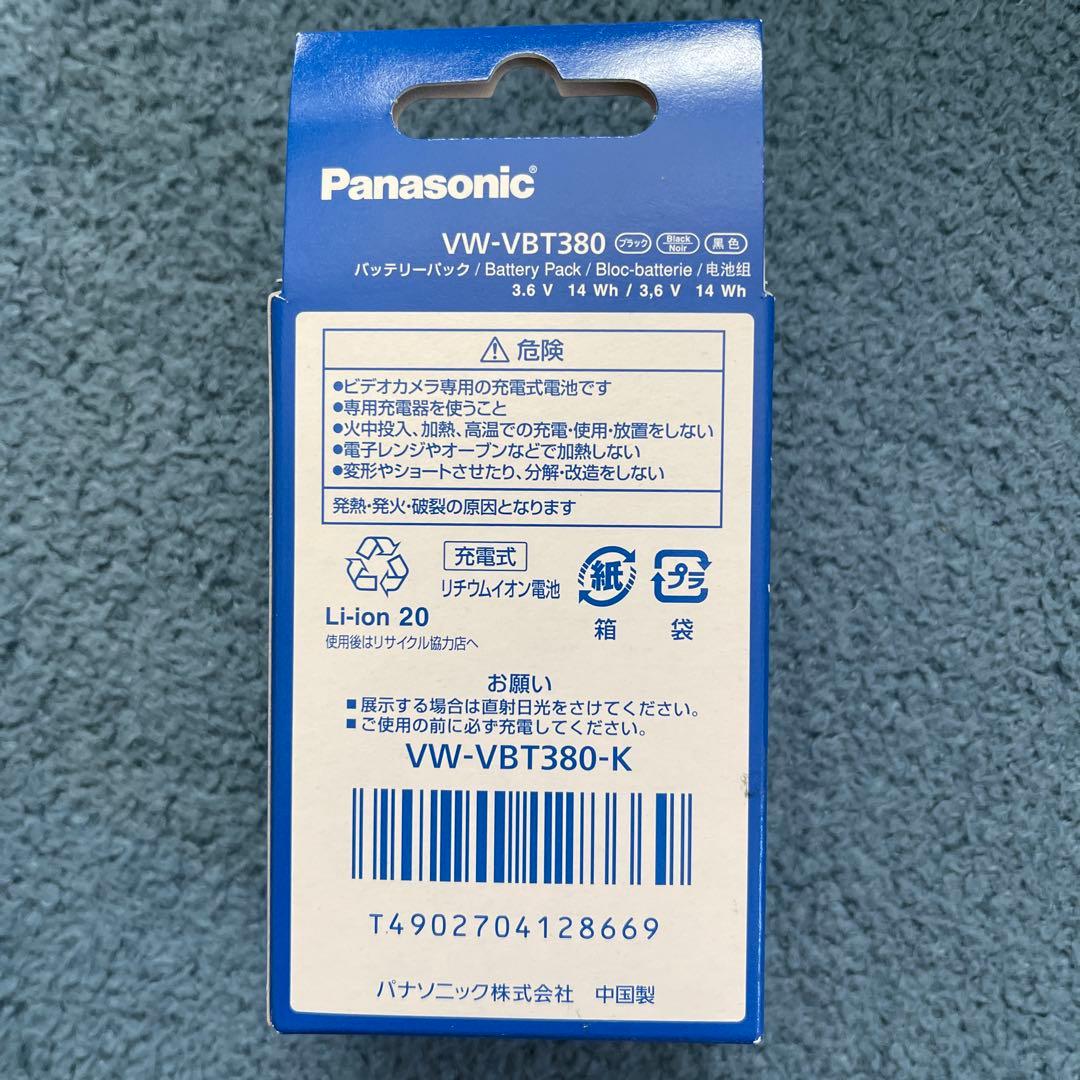 Panasonic®
VW-VBT380 ブラック Black Noir 黒色
バッテリーパック / Battery Pack / Bloc-batterie / 电池组
3.6 V 14 Wh / 3,6 V 14 Wh
⚠ 危険
●ビデオカメラ専用の充電式電池です
●専用充電器を使うこと
●火中投入、加熱、高温での充電・使用・放置をしない
●電子レンジやオーブンなどで加熱しない
●変形やショートさせたり、分解・改造をしない
発熱・発火・破裂の原因となります
充電式
リチウムイオン電池
Li-ion 20
使用後はリサイクル協力店へ
紙
箱
プラ
袋
お願い
■展示する場合は直射日光をさけてください。
■ご使用の前に必ず充電してください。
VW-VBT380-K
T4902704128669
パナソニック株式会社 中国製